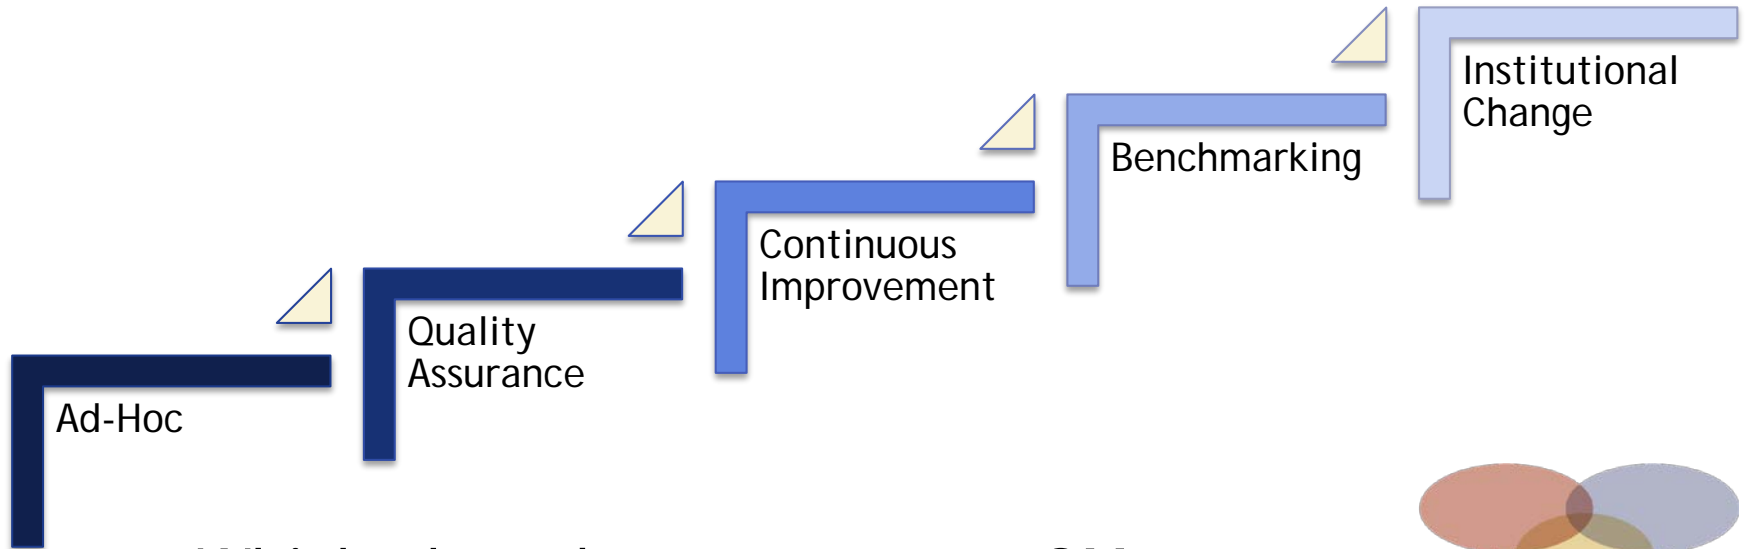 Institutional
Change
Benchmarking
Continuous
Improvement
Quality
Assurance
Ad-Hoc